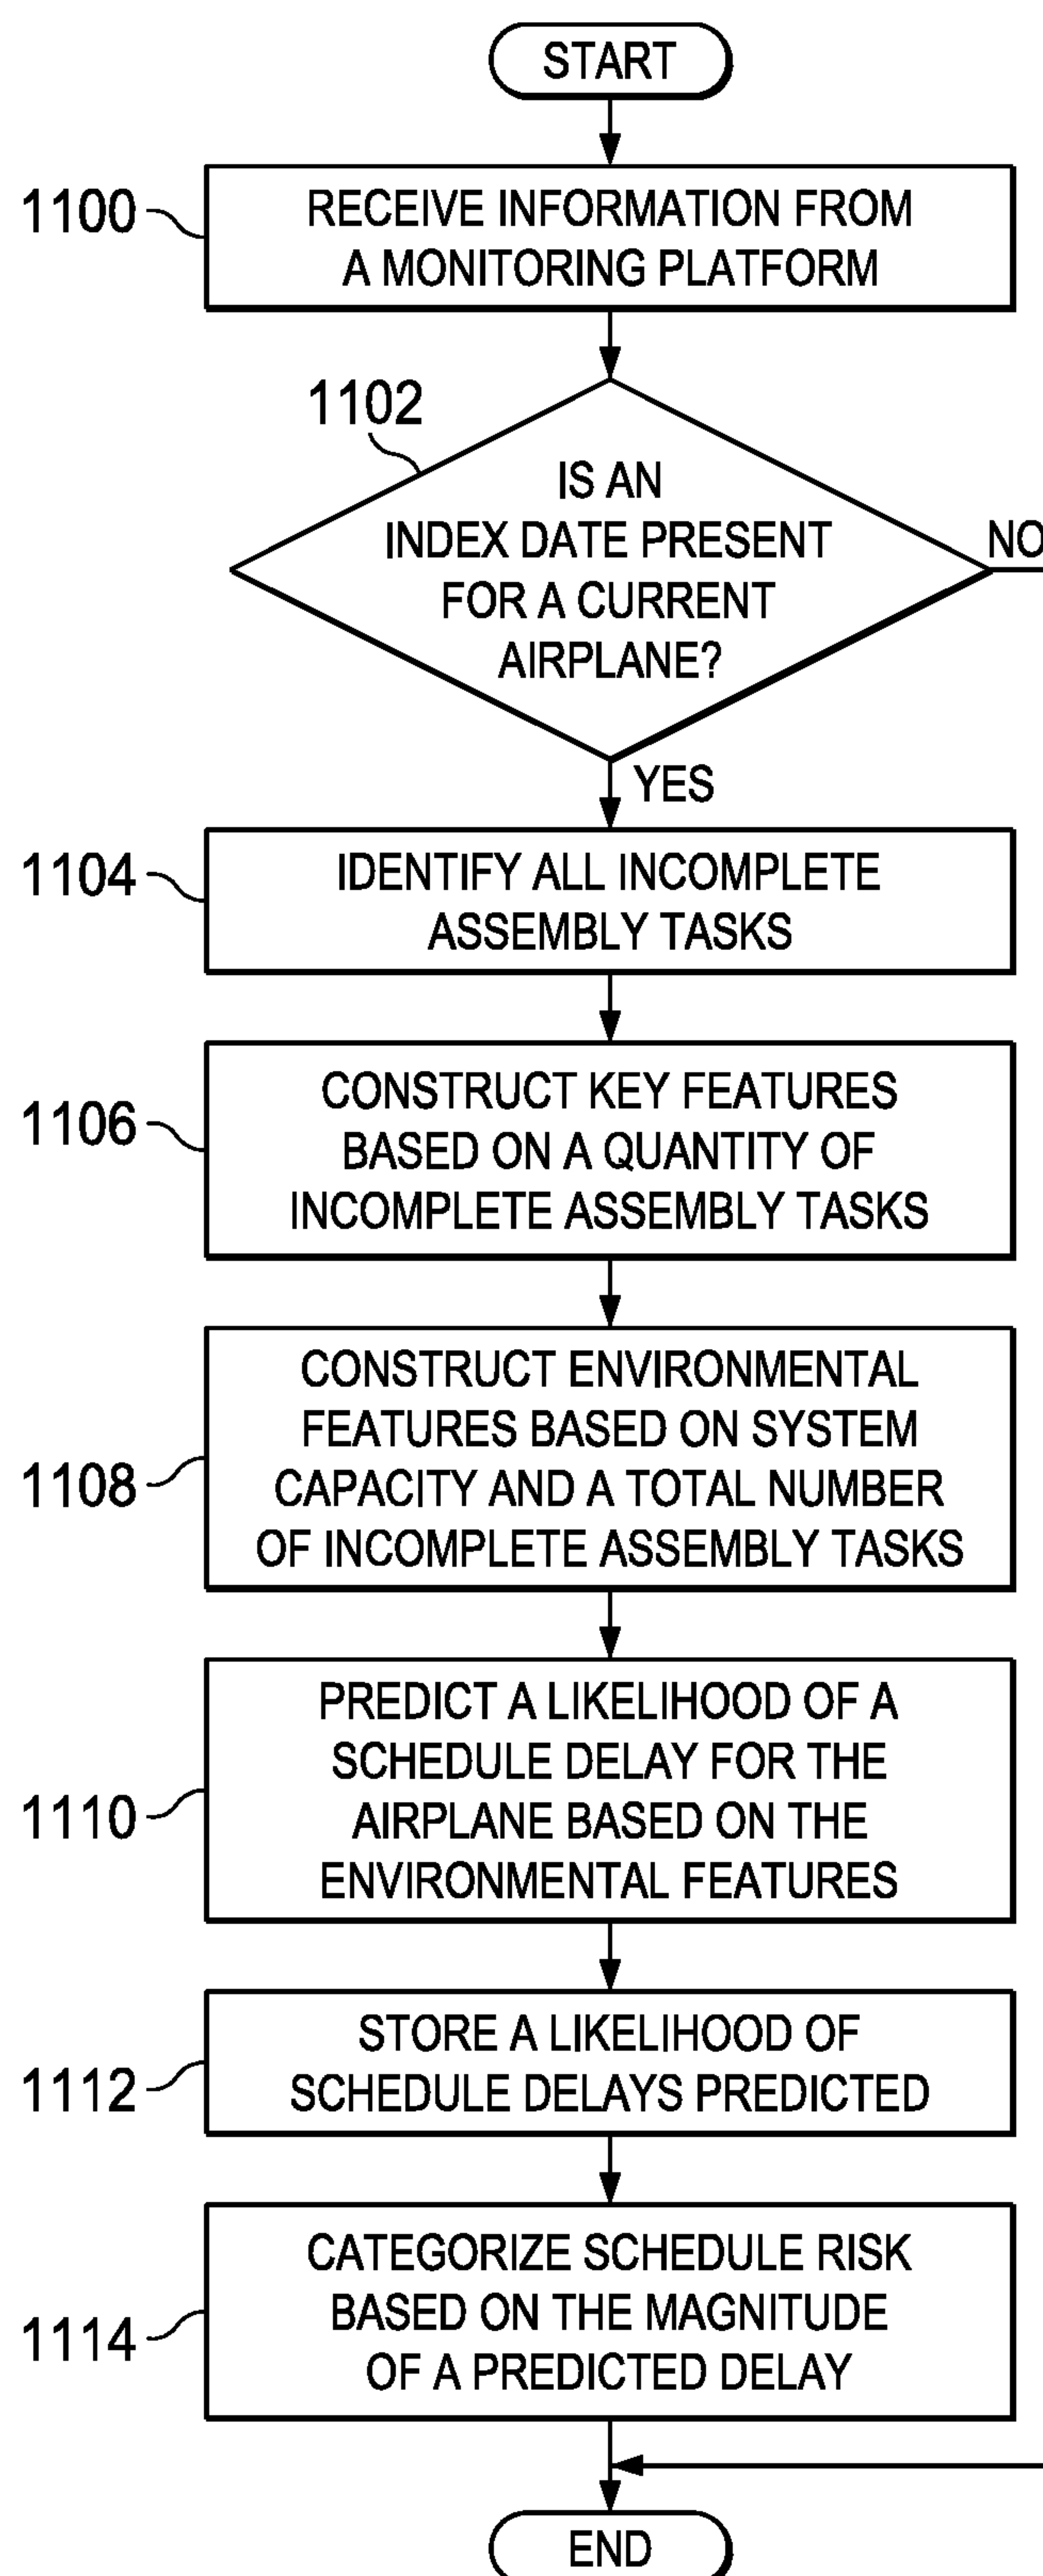 START
1100
RECEIVE INFORMATION FROM
A MONITORING PLATFORM
1102
IS AN
INDEX DATE PRESENT
FOR A CURRENT
AIRPLANE?
NO
YES
1104
IDENTIFY ALL INCOMPLETE
ASSEMBLY TASKS
1106
CONSTRUCT KEY FEATURES
BASED ON A QUANTITY OF
INCOMPLETE ASSEMBLY TASKS
1108
CONSTRUCT ENVIRONMENTAL
FEATURES BASED ON SYSTEM
CAPACITY AND A TOTAL NUMBER
OF INCOMPLETE ASSEMBLY TASKS
1110
PREDICT A LIKELIHOOD OF A
SCHEDULE DELAY FOR THE
AIRPLANE BASED ON THE
ENVIRONMENTAL FEATURES
1112
STORE A LIKELIHOOD OF
SCHEDULE DELAYS PREDICTED
1114
CATEGORIZE SCHEDULE RISK
BASED ON THE MAGNITUDE
OF A PREDICTED DELAY
END